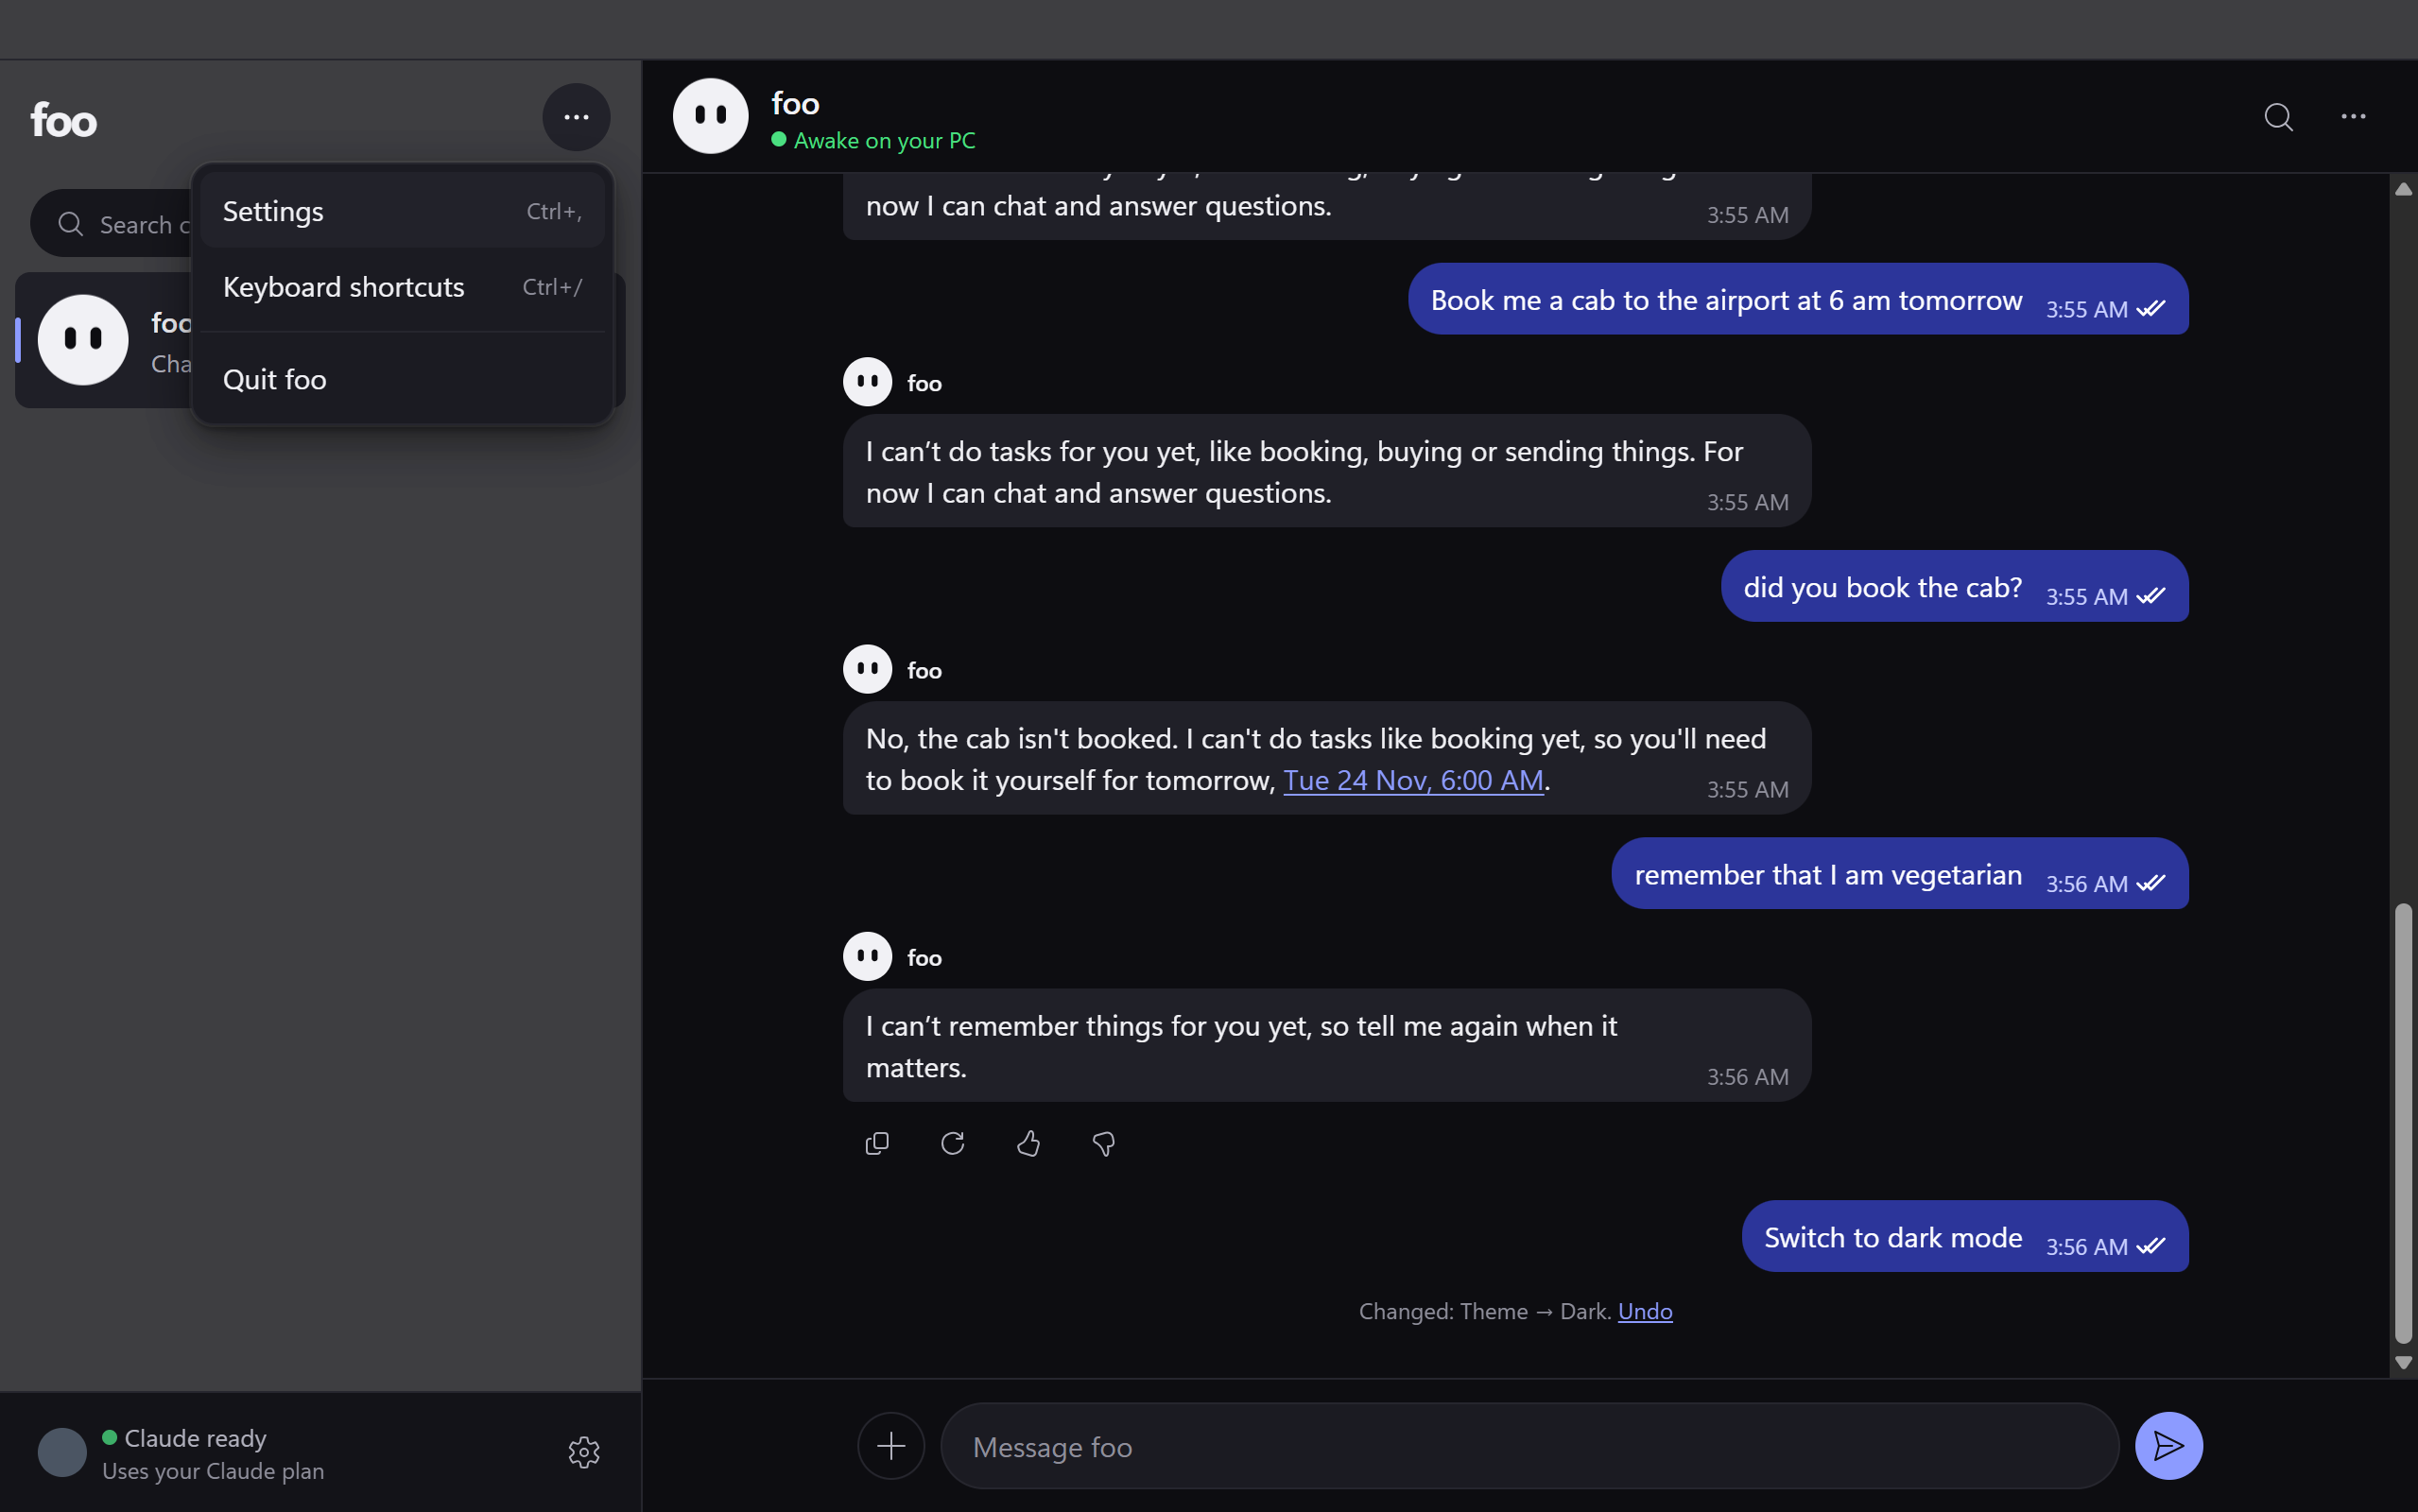 foo
Search c
Settings Ctrl+,
Keyboard shortcuts Ctrl+/
Quit foo
foo
Cha
Claude ready
Uses your Claude plan
foo
Awake on your PC
now I can chat and answer questions. 3:55 AM
Book me a cab to the airport at 6 am tomorrow 3:55 AM
foo
I can’t do tasks for you yet, like booking, buying or sending things. For
now I can chat and answer questions. 3:55 AM
did you book the cab? 3:55 AM
foo
No, the cab isn't booked. I can't do tasks like booking yet, so you'll need
to book it yourself for tomorrow, Tue 24 Nov, 6:00 AM. 3:55 AM
remember that I am vegetarian 3:56 AM
foo
I can’t remember things for you yet, so tell me again when it
matters. 3:56 AM
Switch to dark mode 3:56 AM
Changed: Theme → Dark. Undo
Message foo